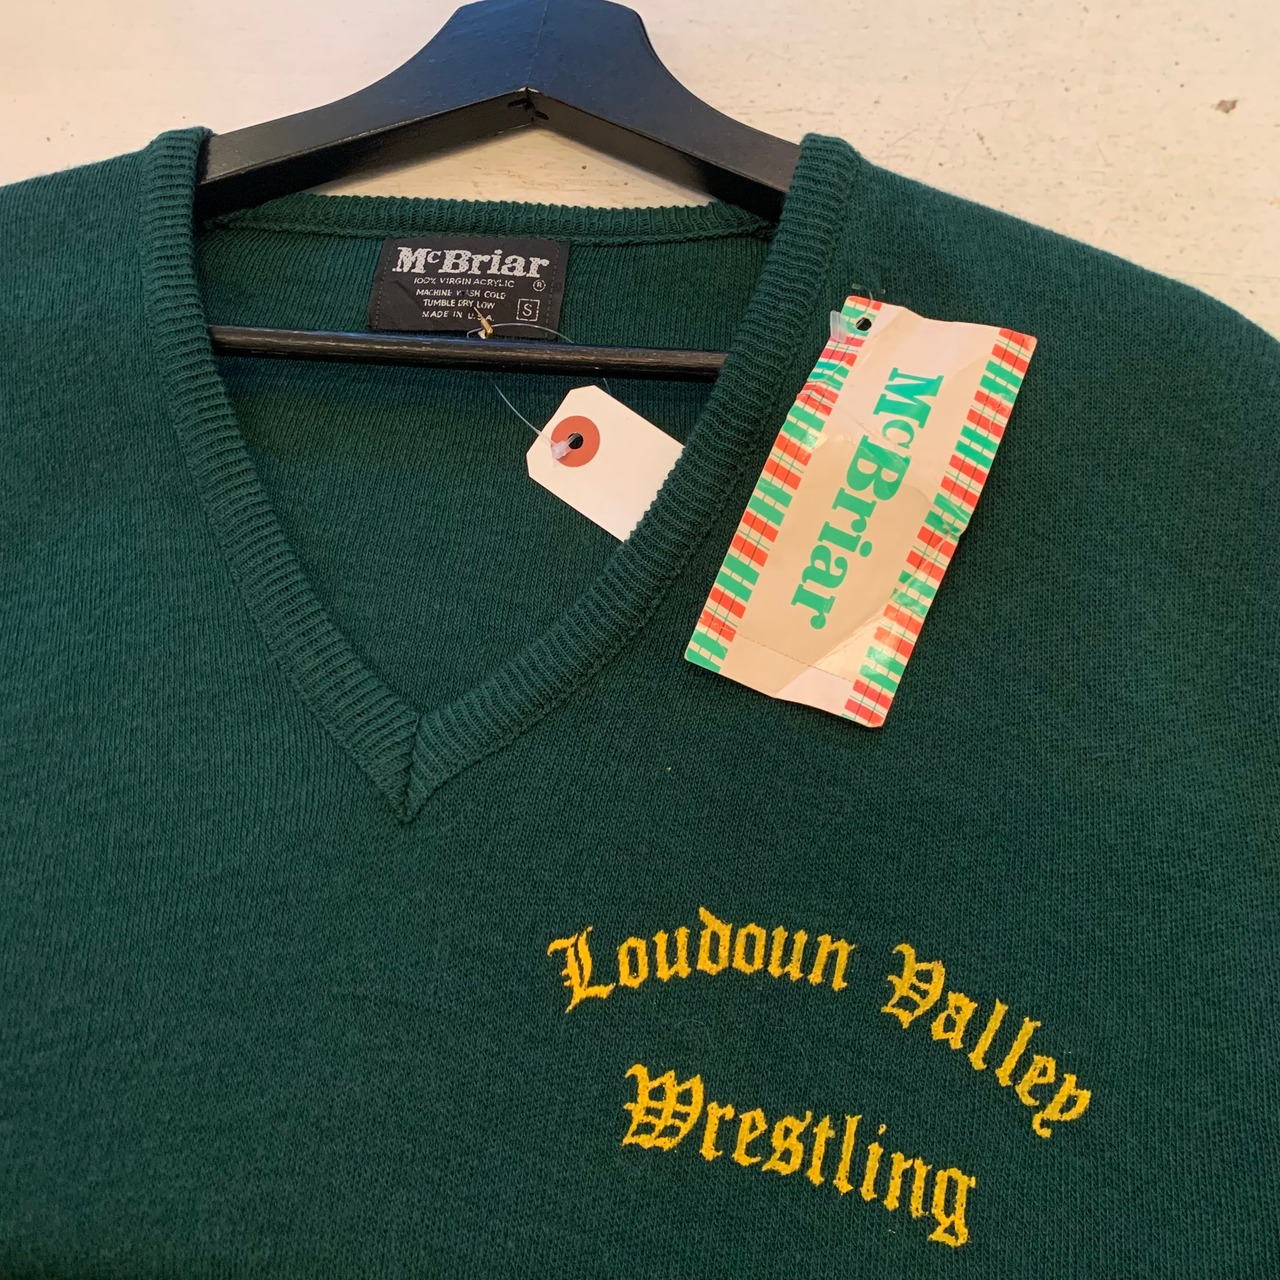 McBriar
100% VIRGIN ACRYLIC ®
MACHINE WASH COLD
TUMBLE DRY LOW
S
MADE IN U.S.A.
McBriar
Loudoun Valley
Wrestling